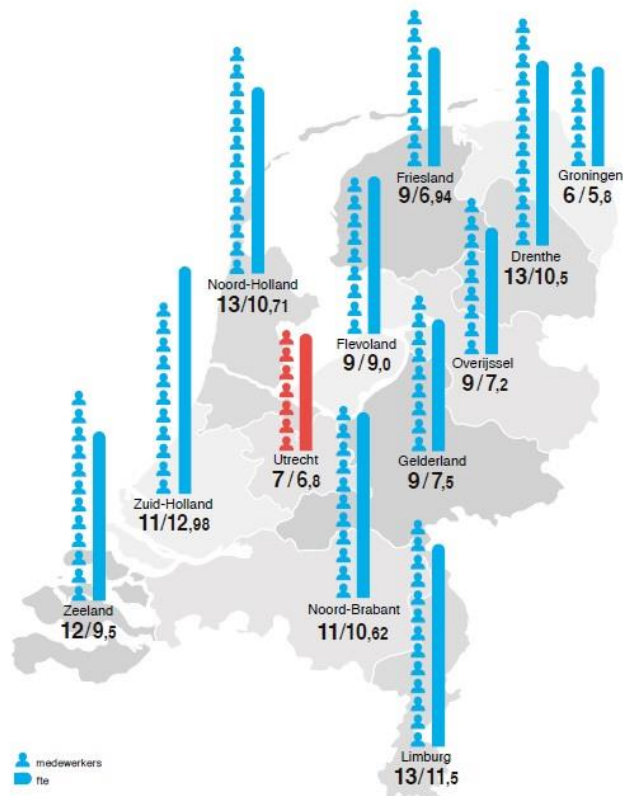 Friesland
9/6,94
Groningen
6/5,8
Drenthe
13/10,5
Noord-Holland
13/10,71
Flevoland
9/9,0
Overijssel
9/7,2
Utrecht
7/6,8
Gelderland
9/7,5
Zuid-Holland
11/12,98
Zeeland
12/9,5
Noord-Brabant
11/10,62
Limburg
13/11,5
medewerkers
fte